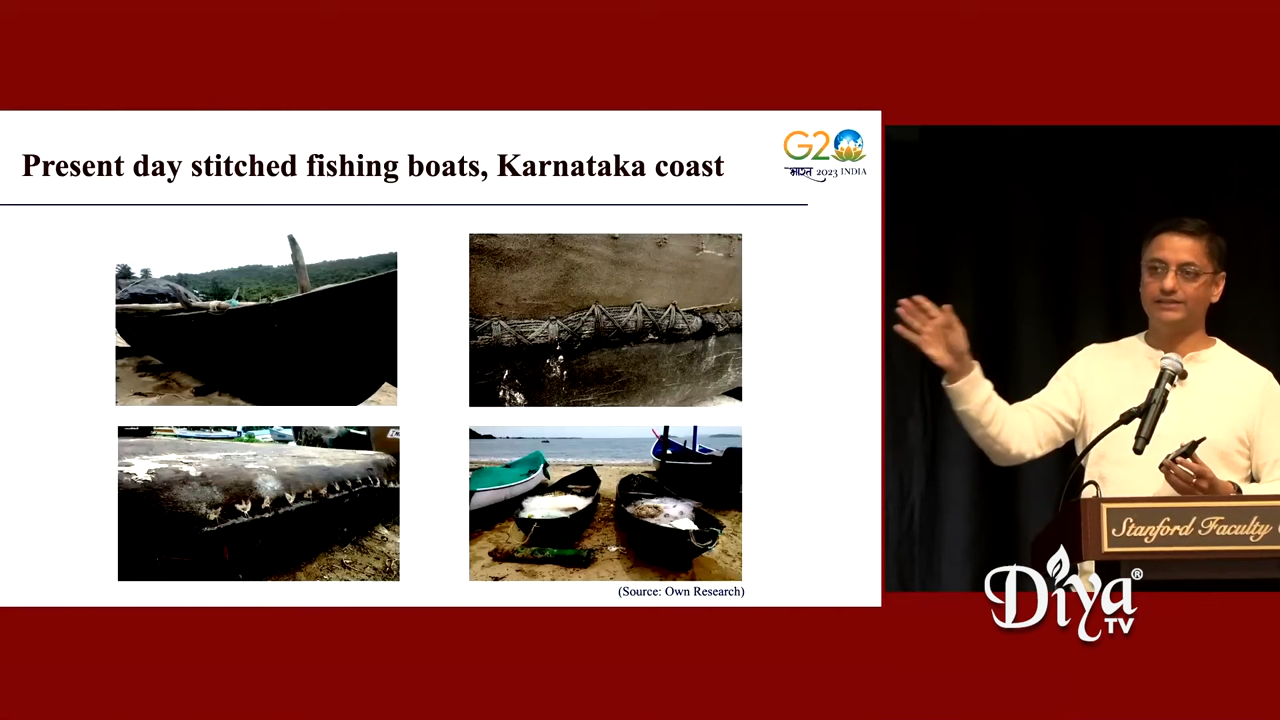 Present day stitched fishing boats, Karnataka coast
G20
भारत 2023 INDIA
(Source: Own Research)
Stanford Faculty
Diya®
TV